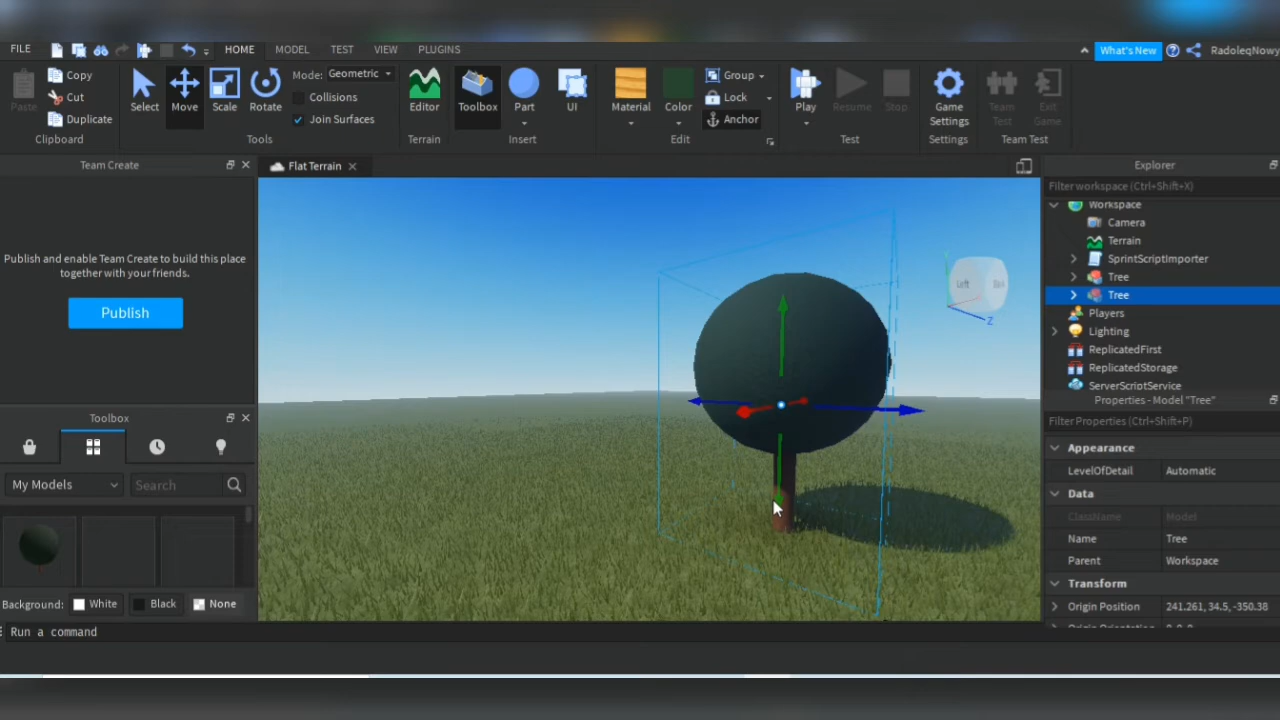 FILE HOME MODEL TEST VIEW PLUGINS What's New RadoleqNowy
Paste Copy Cut Duplicate
Clipboard
Select Move Scale Rotate
Mode: Geometric
Collisions
Join Surfaces
Tools
Editor
Terrain
Toolbox Part UI
Insert
Material Color
Group
Lock
Anchor
Edit
Play Resume Stop
Test
Game
Settings
Settings
Team
Test
Exit
Game
Team Test
Team Create
Publish and enable Team Create to build this place
together with your friends.
Publish
Toolbox
My Models Search
Background: White Black None
Run a command
Flat Terrain
Left
Z
Explorer
Filter workspace (Ctrl+Shift+X)
Workspace
Camera
Terrain
SprintScriptImporter
Tree
Tree
Players
Lighting
ReplicatedFirst
ReplicatedStorage
ServerScriptService
Properties - Model "Tree"
Filter Properties (Ctrl+Shift+P)
Appearance
LevelOfDetail Automatic
Data
ClassName Model
Name Tree
Parent Workspace
Transform
Origin Position 241.261, 34.5, -350.38